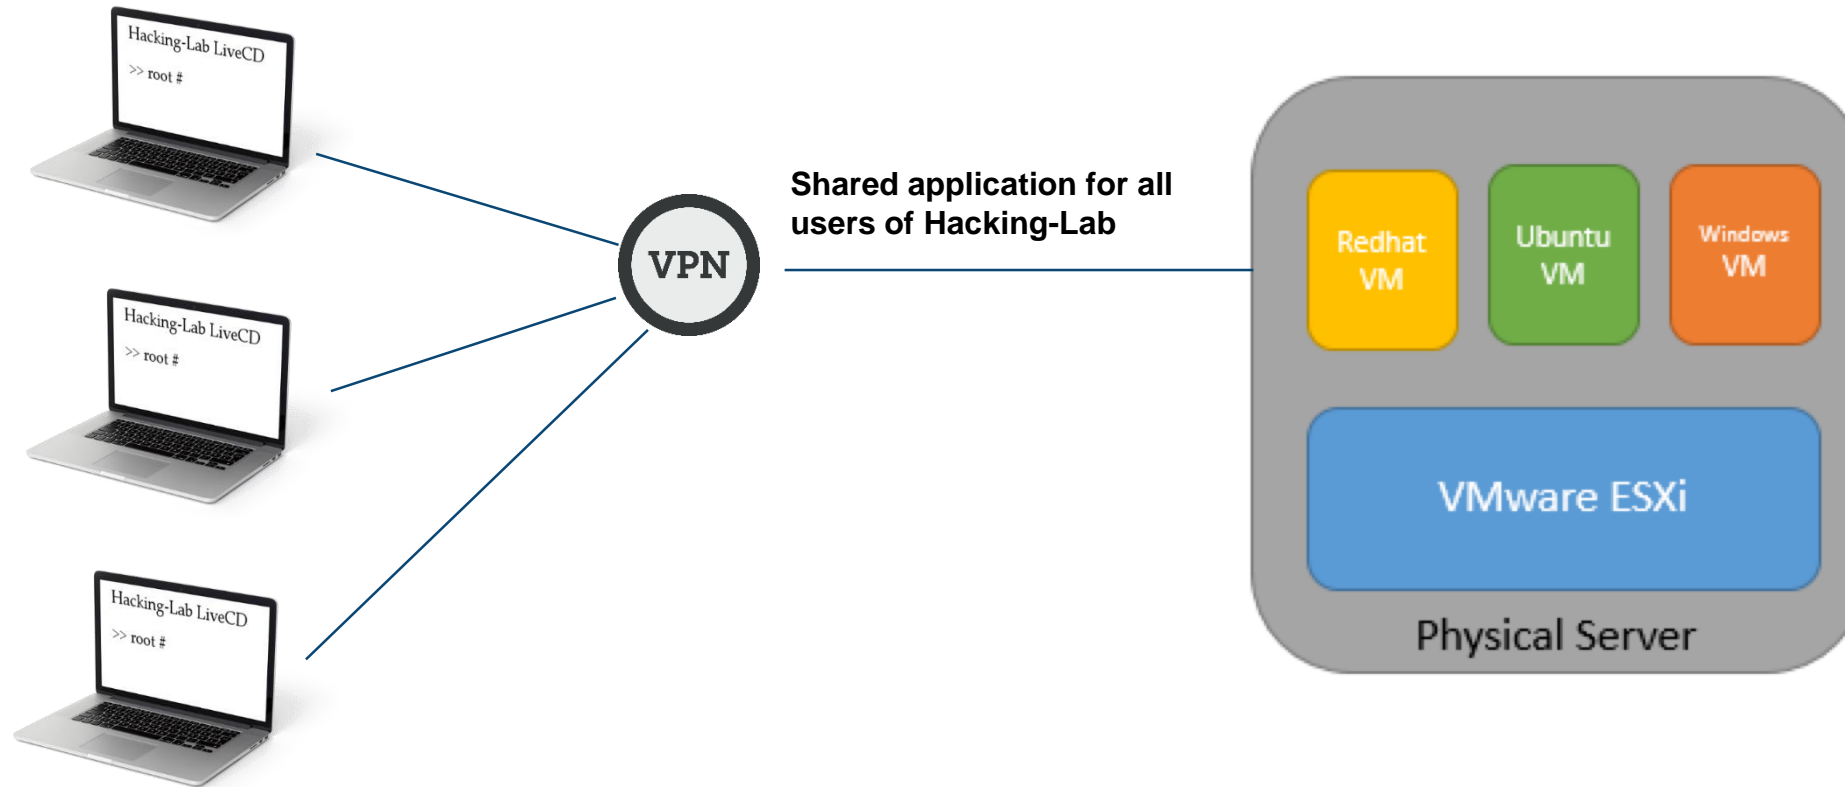 Hacking-Lab LiveCD
>> root #
Hacking-Lab LiveCD
>> root #
Hacking-Lab LiveCD
>> root #
VPN
Shared application for all
users of Hacking-Lab
Redhat
VM
Ubuntu
VM
Windows
VM
VMware ESXi
Physical Server